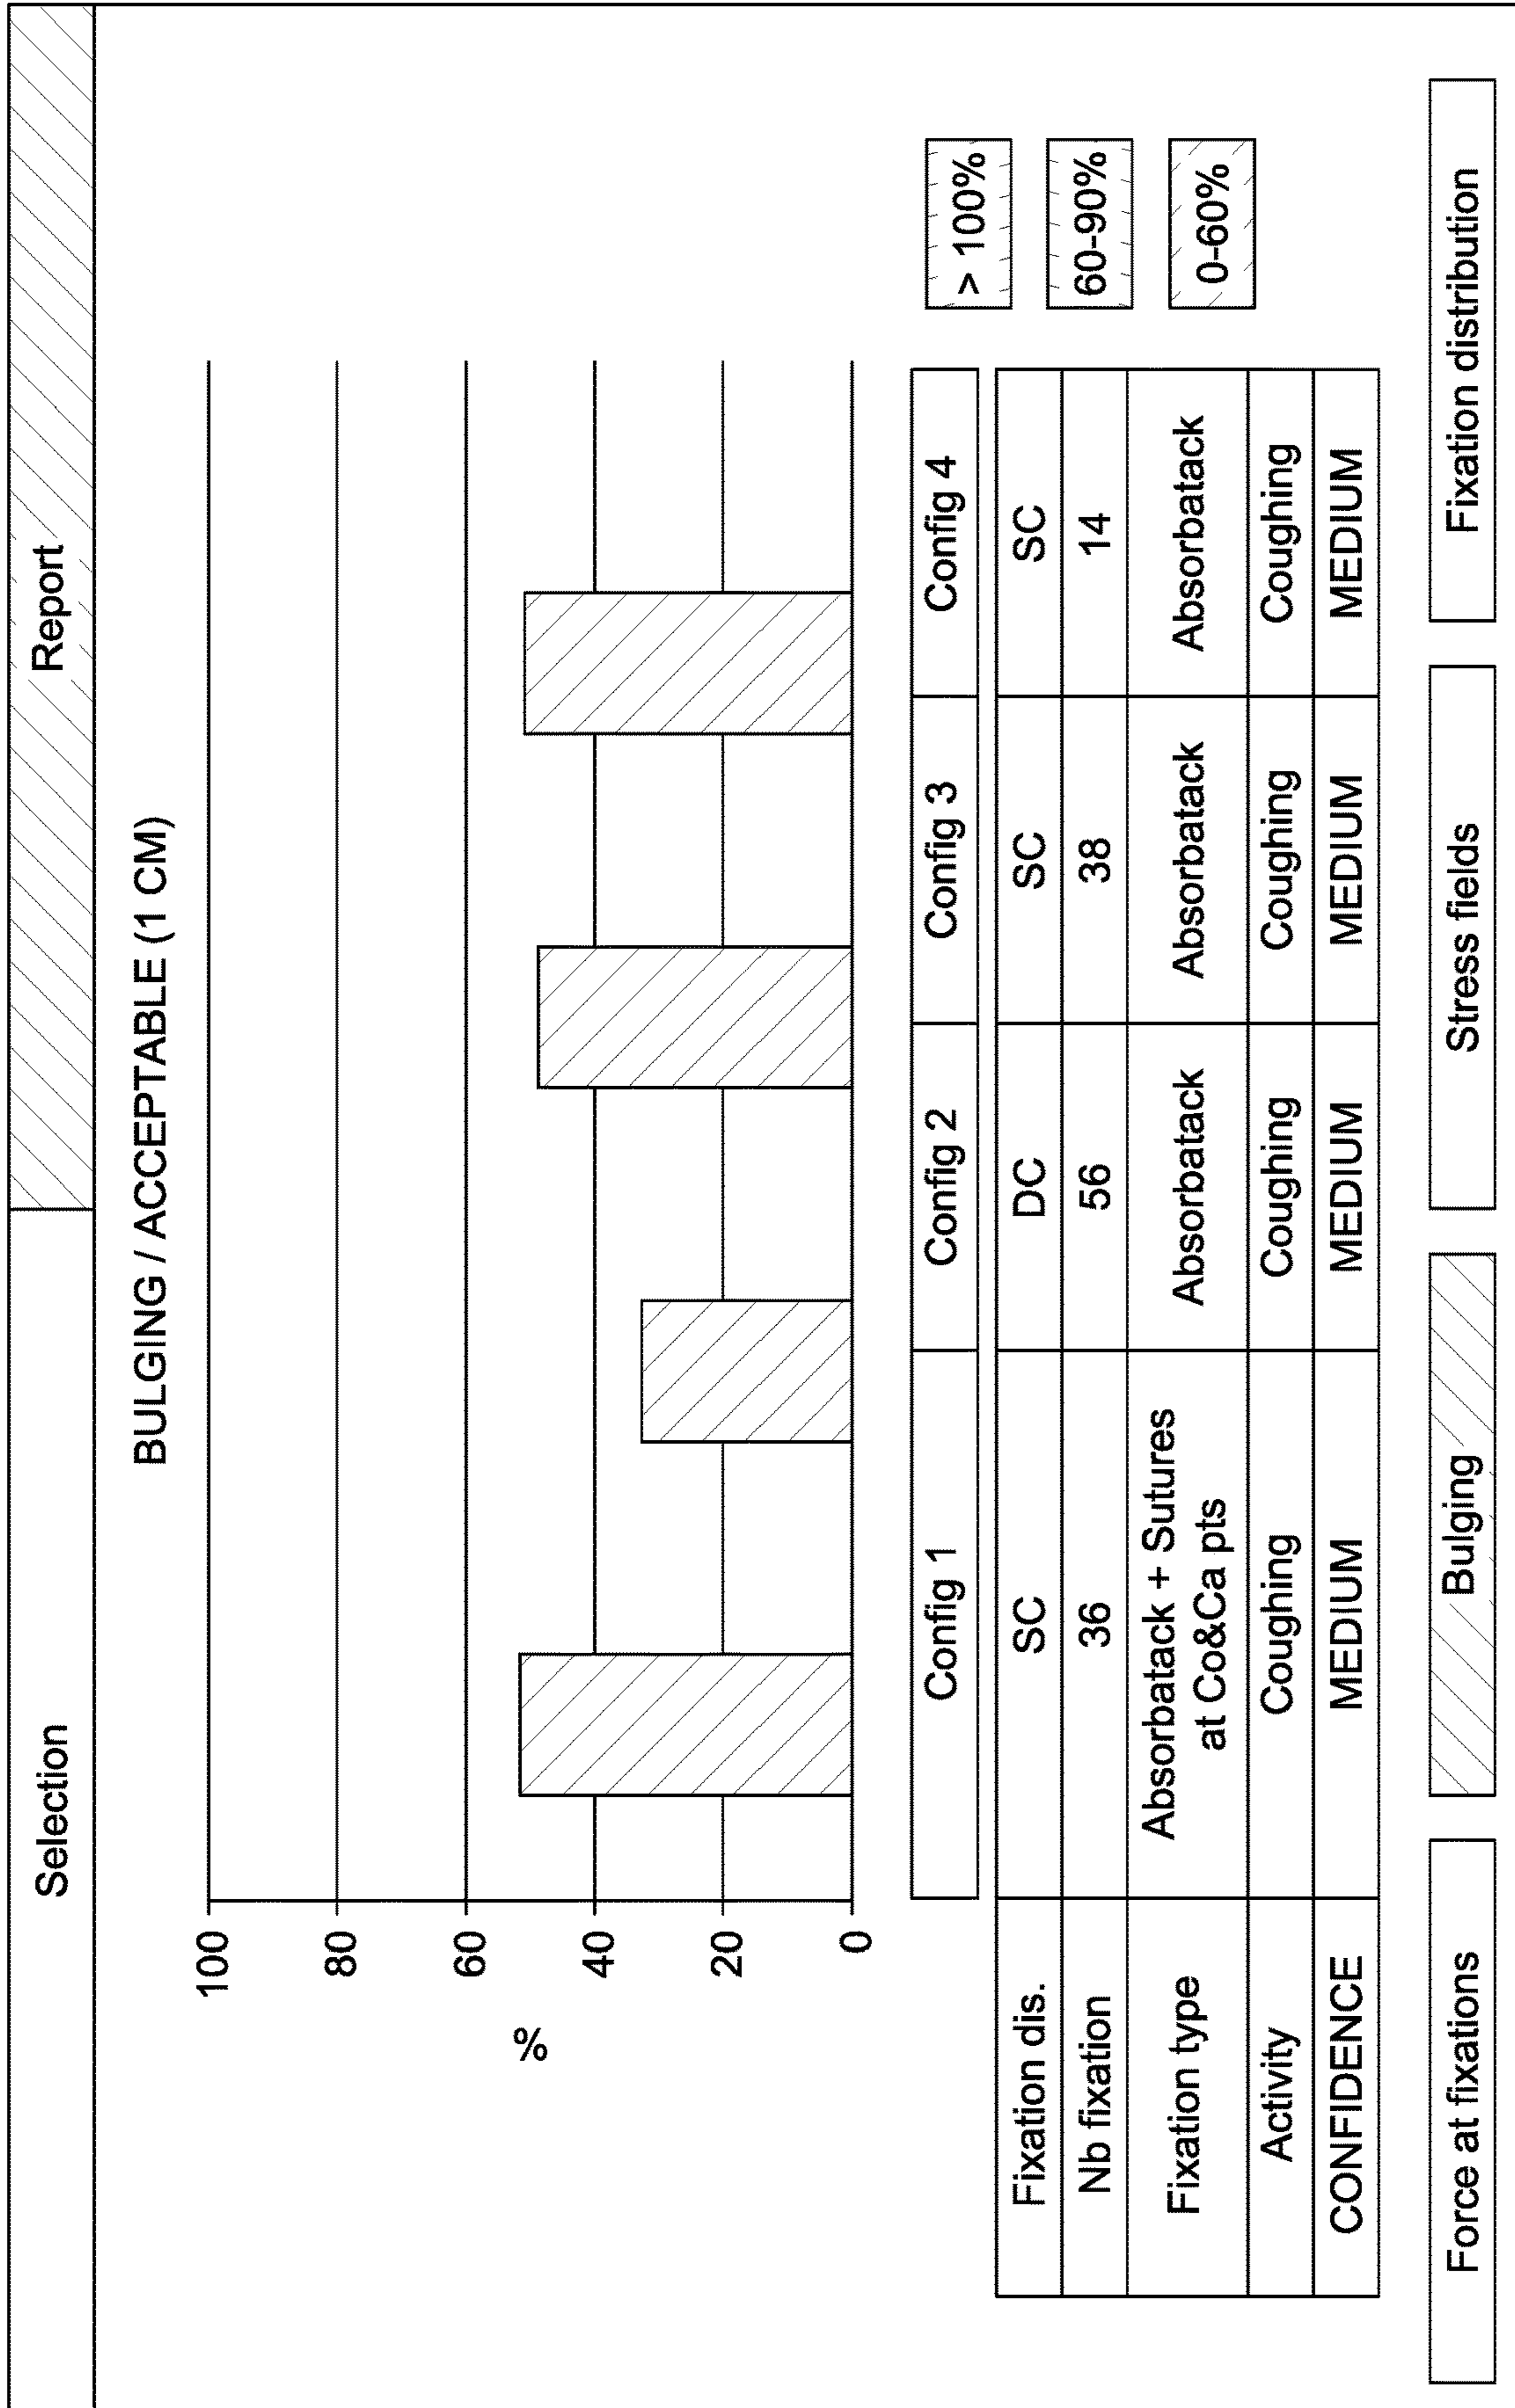 Selection
Report
BULGING / ACCEPTABLE (1 CM)
100
80
60
40
20
0
%
> 100%
60-90%
0-60%
Config 1 Config 2 Config 3 Config 4
Fixation dis. SC DC SC SC
Nb fixation 36 56 38 14
Fixation type Absorbatack + Sutures at Co&Ca pts Absorbatack Absorbatack Absorbatack
Activity Coughing Coughing Coughing Coughing
CONFIDENCE MEDIUM MEDIUM MEDIUM MEDIUM
Force at fixations Bulging Stress fields Fixation distribution